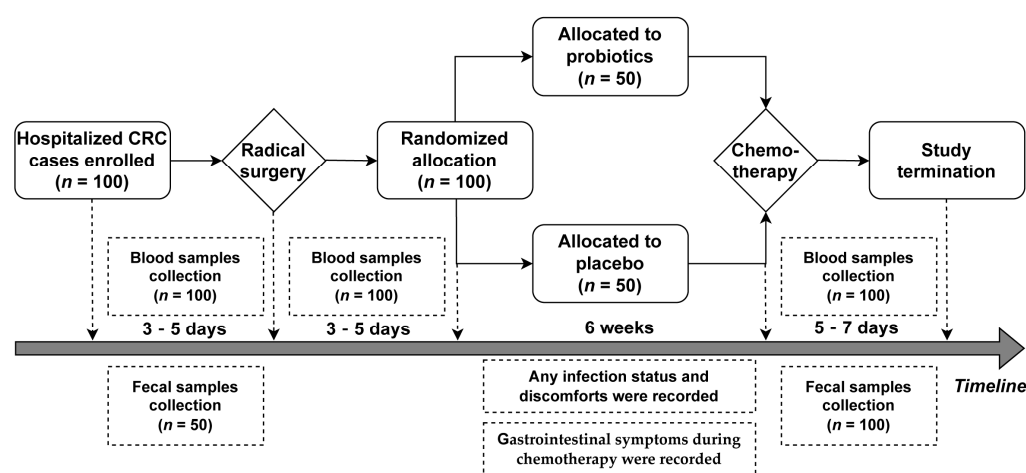 Hospitalized CRC
cases enrolled
(n = 100)
Radical
surgery
Randomized
allocation
(n = 100)
Allocated to
probiotics
(n = 50)
Allocated to
placebo
(n = 50)
Chemo-
therapy
Study
termination
Blood samples
collection
(n = 100)
Blood samples
collection
(n = 100)
Blood samples
collection
(n = 100)
3 - 5 days
3 - 5 days
6 weeks
5 - 7 days
Timeline
Fecal samples
collection
(n = 50)
Any infection status and
discomforts were recorded
Gastrointestinal symptoms during
chemotherapy were recorded
Fecal samples
collection
(n = 100)